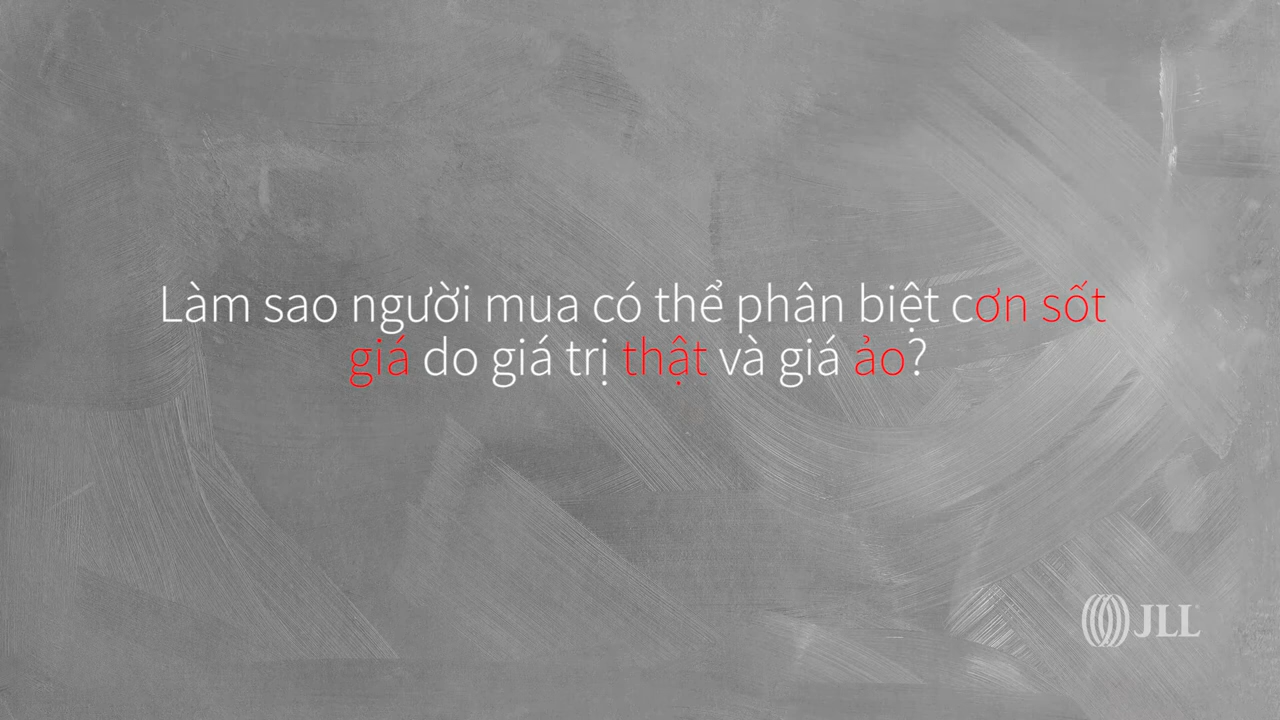 Làm sao người mua có thể phân biệt cơn sốt
giá do giá trị thật và giá ảo?
JLL